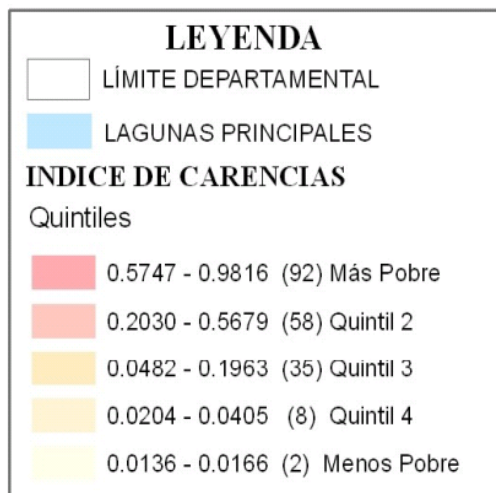 LEYENDA
LÍMITE DEPARTAMENTAL
LAGUNAS PRINCIPALES
INDICE DE CARENCIAS
Quintiles
0.5747 - 0.9816 (92) Más Pobre
0.2030 - 0.5679 (58) Quintil 2
0.0482 - 0.1963 (35) Quintil 3
0.0204 - 0.0405 (8) Quintil 4
0.0136 - 0.0166 (2) Menos Pobre